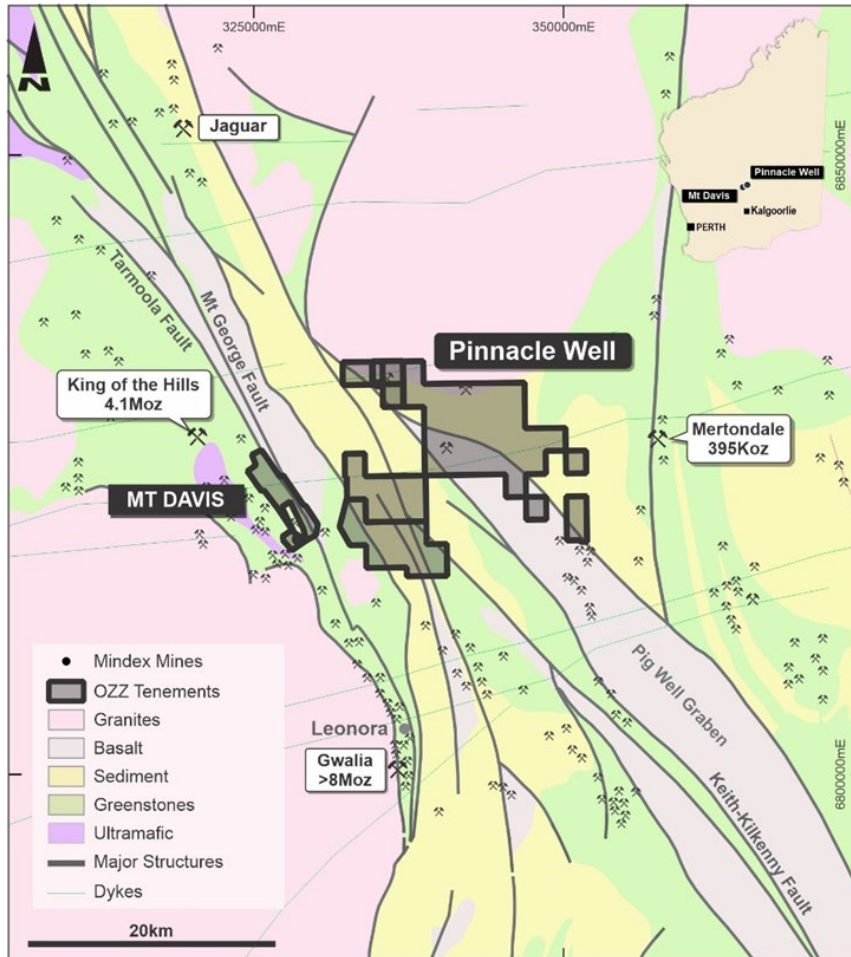 325000mE
350000mE
6850000mE
N
Jaguar
Pinnacle Well
Mt Davis
Kalgoorlie
PERTH
Tarmoola Fault
Mt George Fault
Pinnacle Well
King of the Hills
4.1Moz
Mertondale
395Koz
MT DAVIS
Mindex Mines
OZZ Tenements
Granites
Basalt
Sediment
Greenstones
Ultramafic
Major Structures
Dykes
20km
Leonora
Gwalia
>8Moz
Pig Well Graben
Keith-Kilkenny Fault
6800000mE